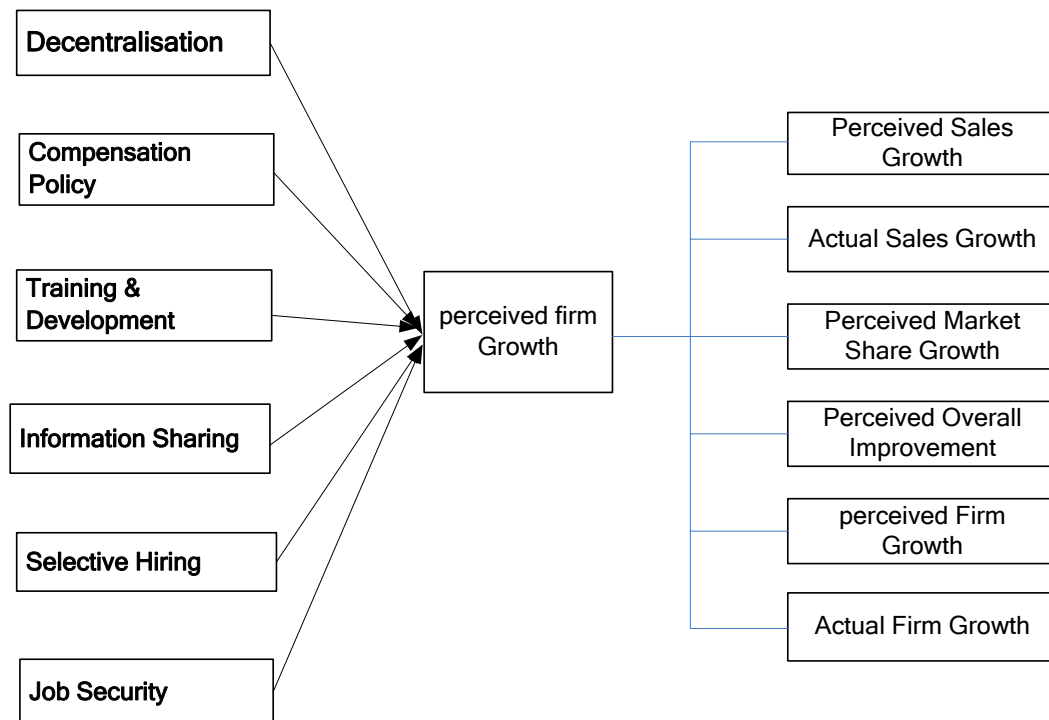 Decentralisation
Compensation
Policy
Training &
Development
Information Sharing
Selective Hiring
Job Security
perceived firm
Growth
Perceived Sales
Growth
Actual Sales Growth
Perceived Market
Share Growth
Perceived Overall
Improvement
perceived Firm
Growth
Actual Firm Growth